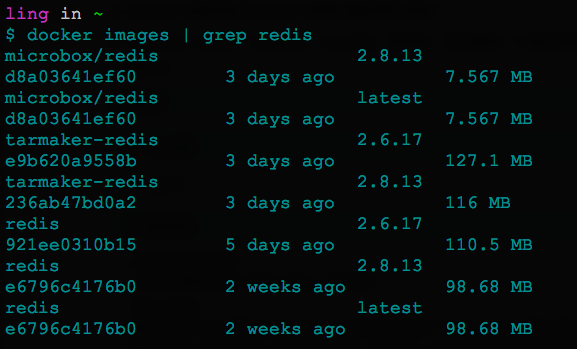 ling in ~
$ docker images | grep redis
microbox/redis 2.8.13
d8a03641ef60 3 days ago 7.567 MB
microbox/redis latest
d8a03641ef60 3 days ago 7.567 MB
tarmaker-redis 2.6.17
e9b620a9558b 3 days ago 127.1 MB
tarmaker-redis 2.8.13
236ab47bd0a2 3 days ago 116 MB
redis 2.6.17
921ee0310b15 5 days ago 110.5 MB
redis 2.8.13
e6796c4176b0 2 weeks ago 98.68 MB
redis latest
e6796c4176b0 2 weeks ago 98.68 MB